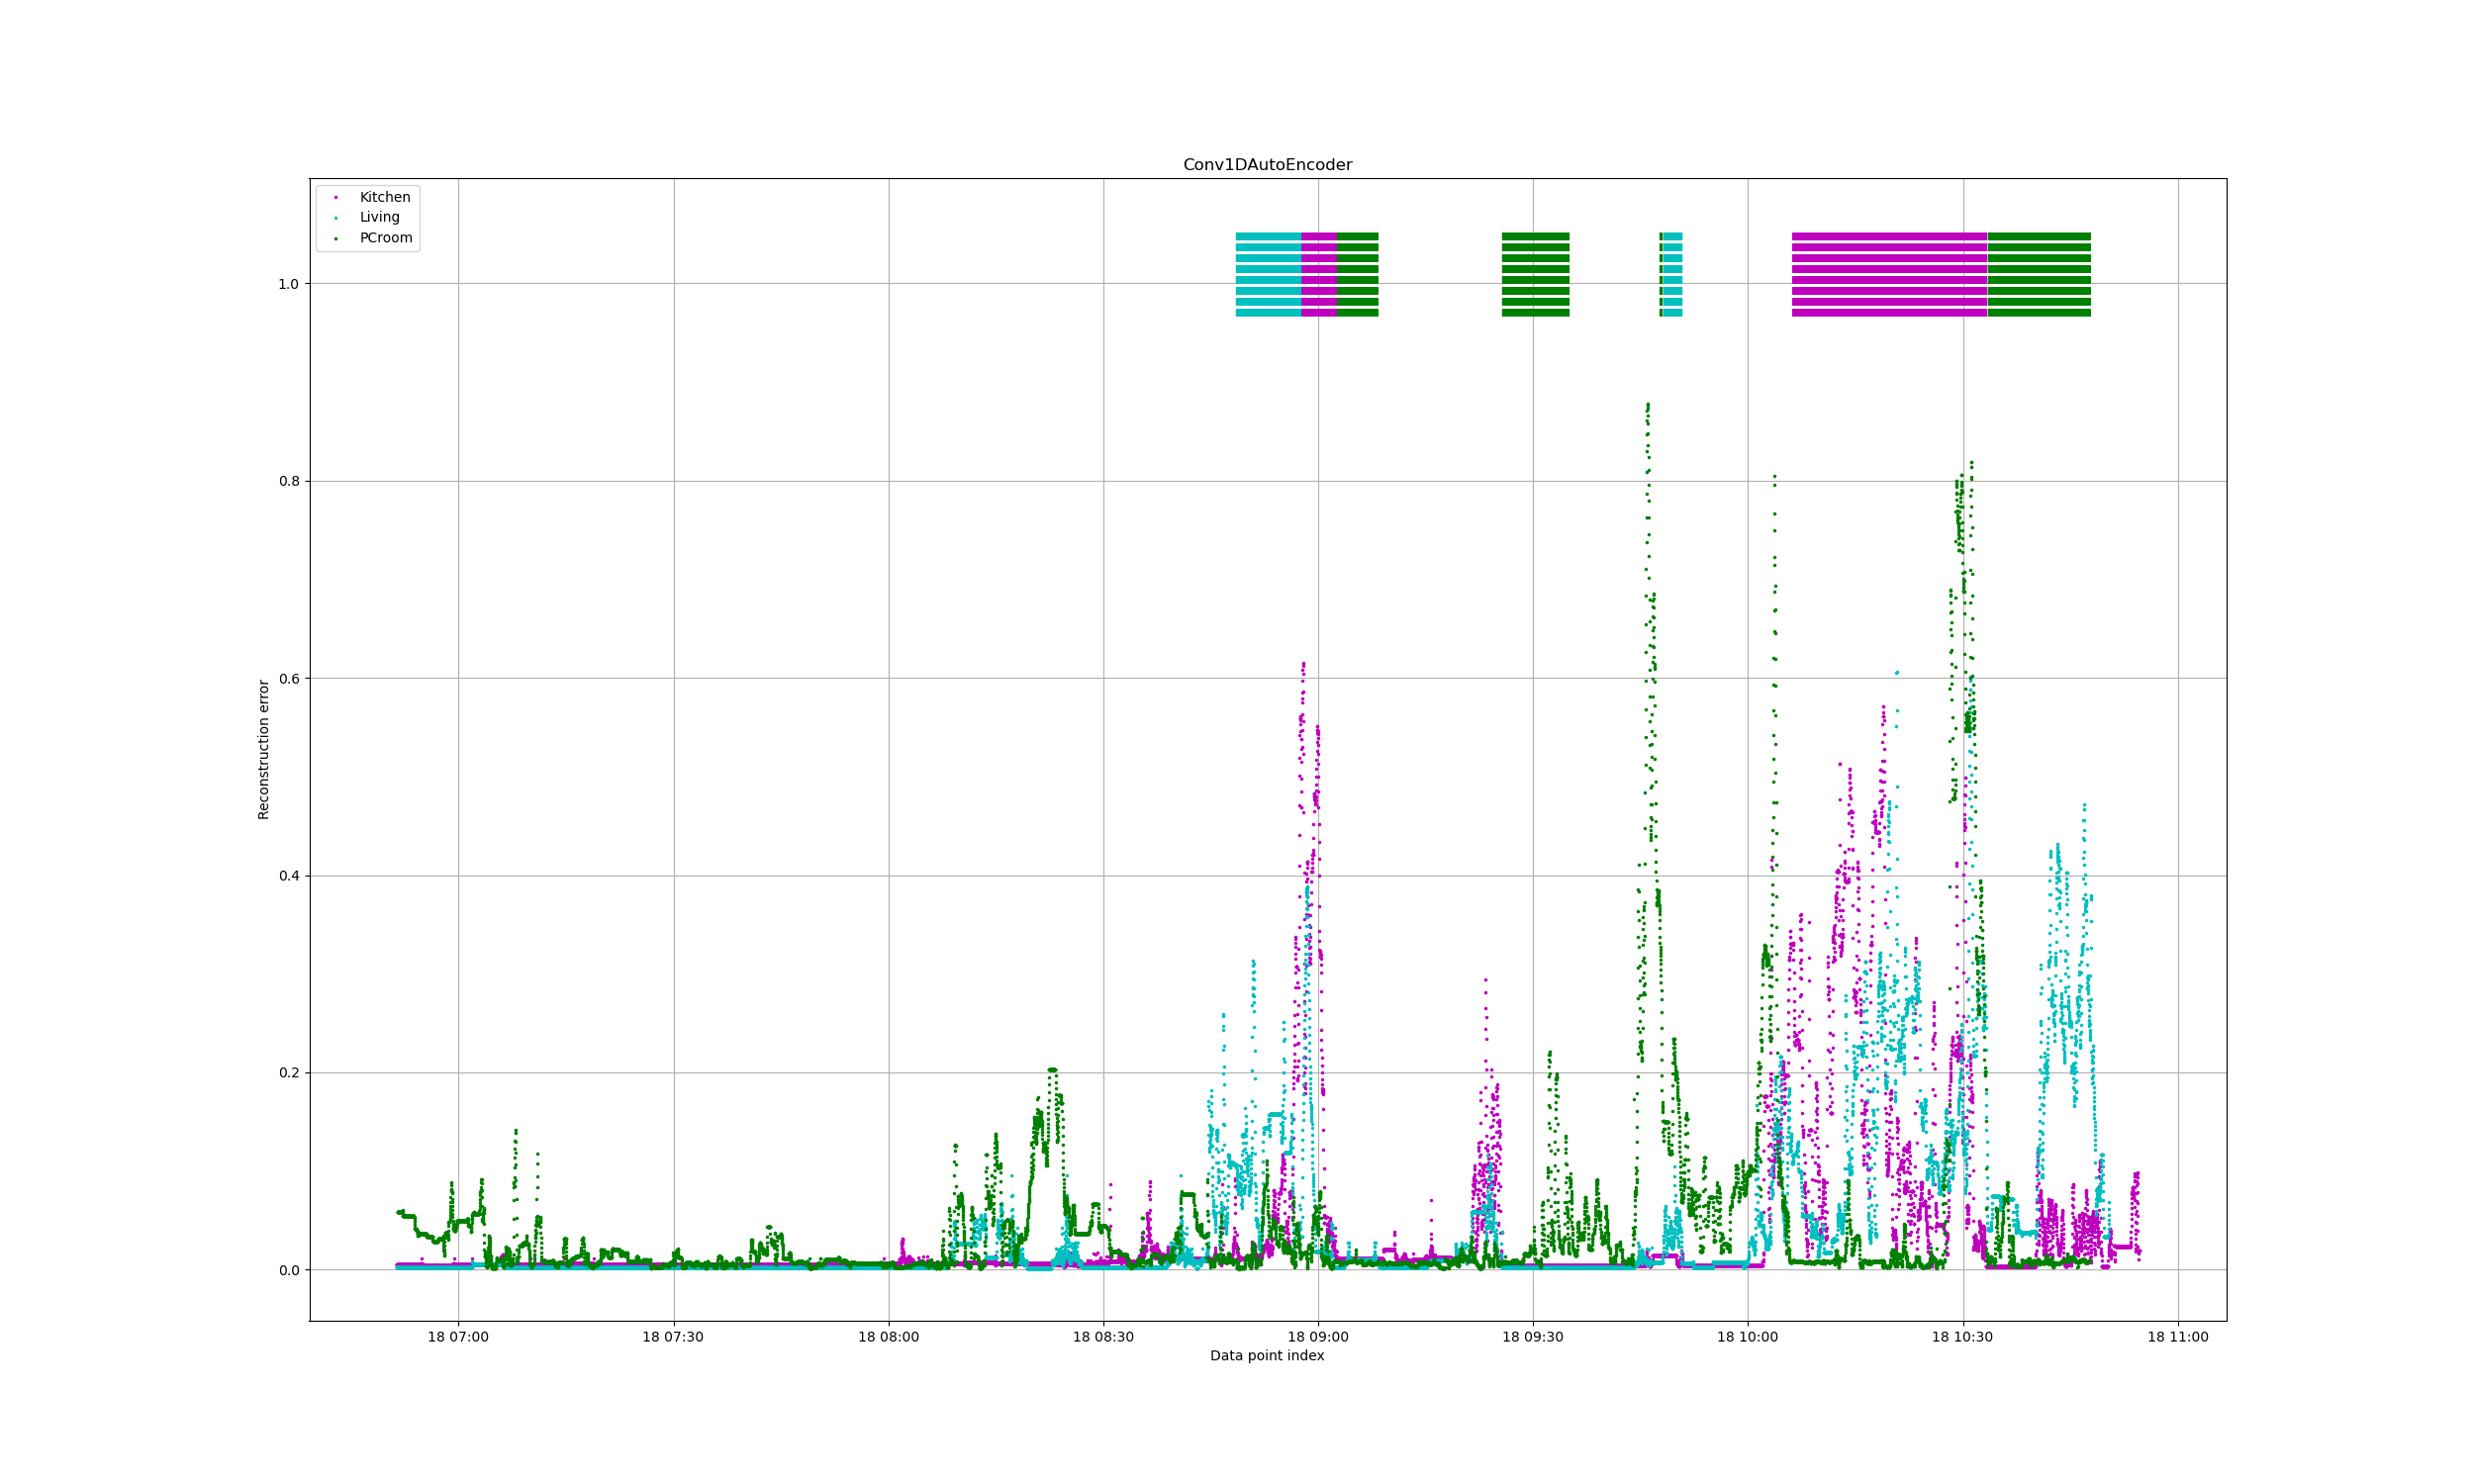 Conv1DAutoEncoder
Kitchen
Living
PCroom
1.0
0.8
0.6
0.4
0.2
0.0
Reconstruction error
18 07:00 18 07:30 18 08:00 18 08:30 18 09:00 18 09:30 18 10:00 18 10:30 18 11:00
Data point index